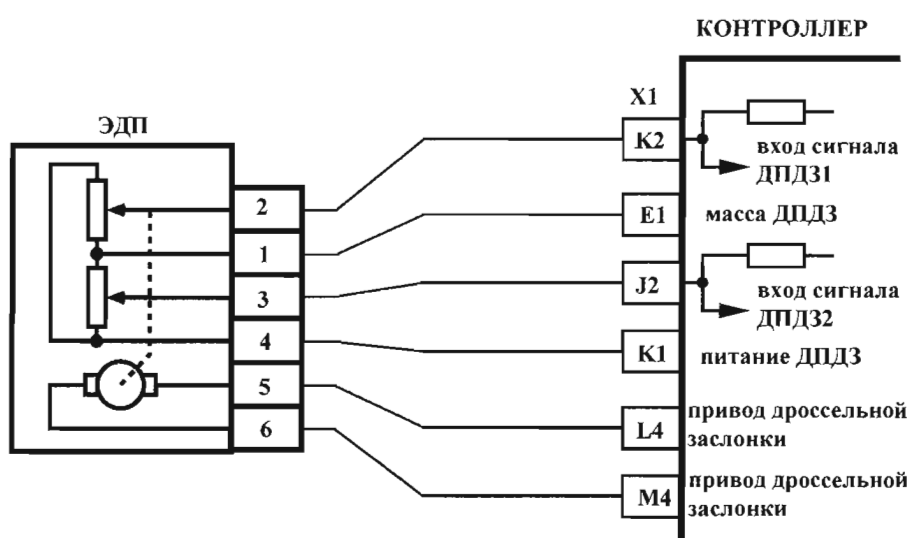 КОНТРОЛЛЕР
X1
ЭДП
K2
вход сигнала
ДПДЗ1
2
E1
масса ДПДЗ
1
3
J2
вход сигнала
ДПДЗ2
4
K1
питание ДПДЗ
5
L4
привод дроссельной
заслонки
6
M4
привод дроссельной
заслонки